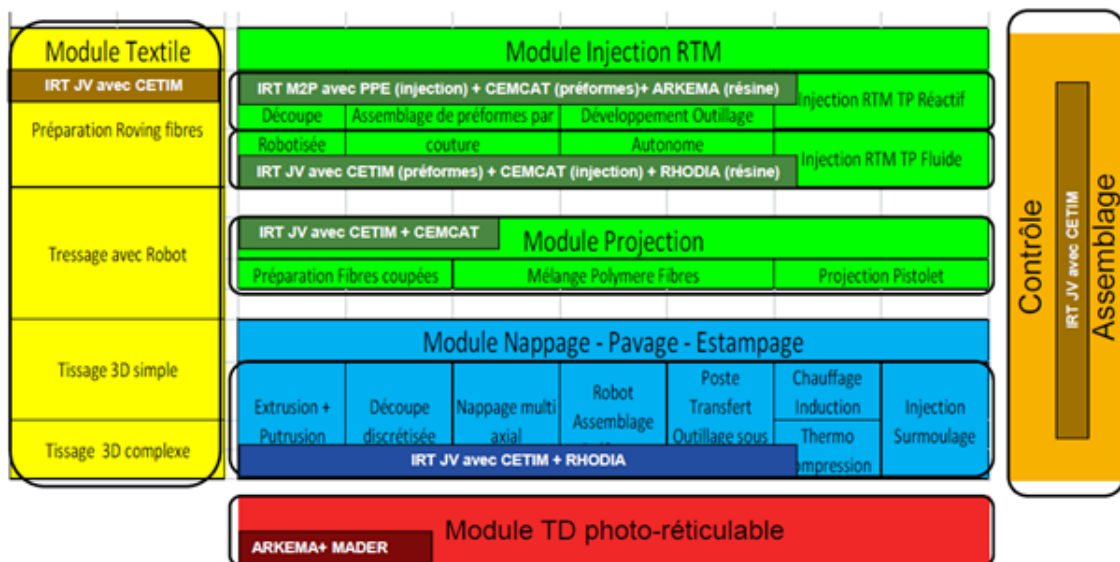 Module Textile
IRT JV avec CETIM
Préparation Roving fibres
Tressage avec Robot
Tissage 3D simple
Tissage 3D complexe
Module Injection RTM
IRT M2P avec PPE (injection) + CEMCAT (préformes)+ ARKEMA (résine)
Découpe
Assemblage de préformes par
Développement Outillage
Injection RTM TP Réactif
Robotisée
couture
Autonome
Injection RTM TP Fluide
IRT JV avec CETIM (préformes) + CEMCAT (injection) + RHODIA (résine)
IRT JV avec CETIM + CEMCAT
Module Projection
Préparation Fibres coupées
Mélange Polymere Fibres
Projection Pistolet
Module Nappage - Pavage - Estampage
Extrusion +
Putrusion
Découpe
discrétisée
Nappage multi
axial
Robot
Assemblage
Poste
Transfert
Outillage sous
Chauffage
Induction
Thermo
ompression
Injection
Surmoulage
IRT JV avec CETIM + RHODIA
Module TD photo-réticulable
ARKEMA+ MADER
Contrôle
IRT JV avec CETIM
Assemblage